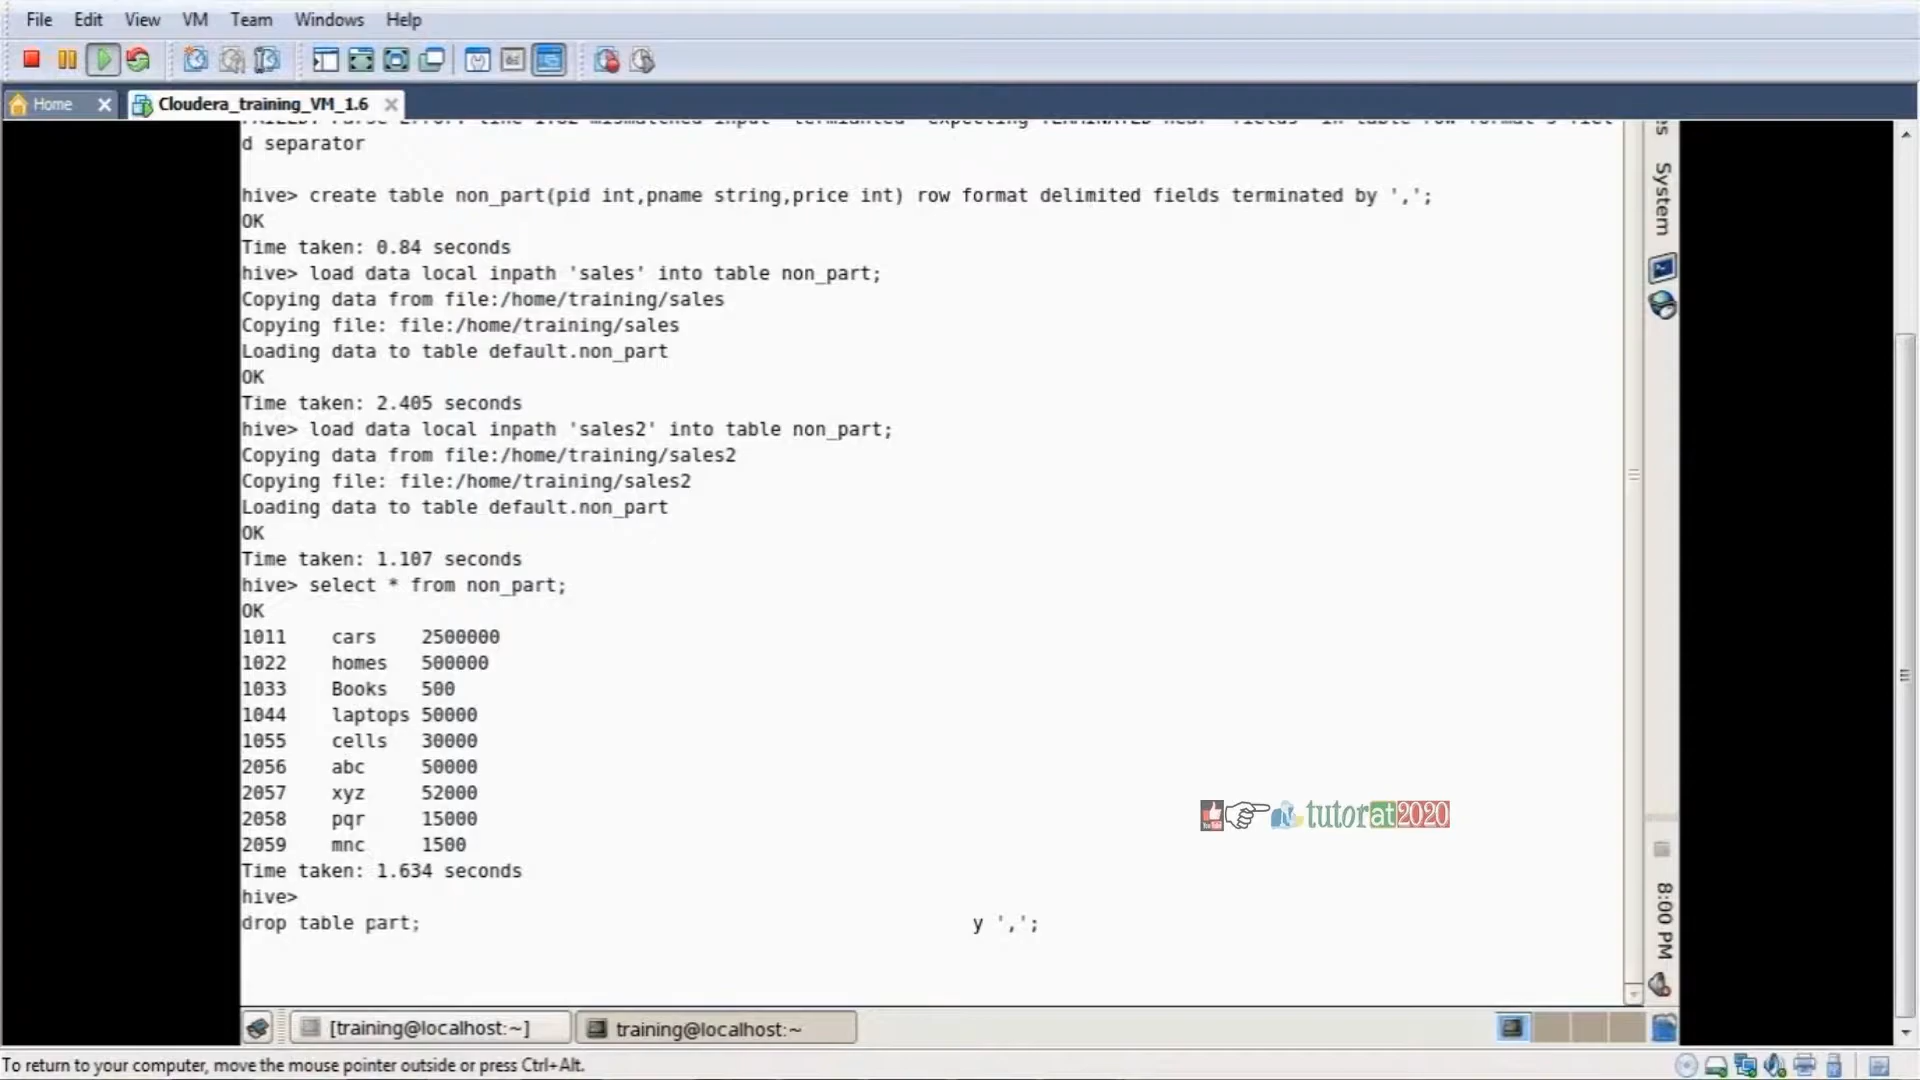 File Edit View VM Team Windows Help
Home
Cloudera_training_VM_1.6
d separator
hive> create table non_part(pid int,pname string,price int) row format delimited fields terminated by ',';
OK
Time taken: 0.84 seconds
hive> load data local inpath 'sales' into table non_part;
Copying data from file:/home/training/sales
Copying file: file:/home/training/sales
Loading data to table default.non_part
OK
Time taken: 2.405 seconds
hive> load data local inpath 'sales2' into table non_part;
Copying data from file:/home/training/sales2
Copying file: file:/home/training/sales2
Loading data to table default.non_part
OK
Time taken: 1.107 seconds
hive> select * from non_part;
OK
1011 cars 2500000
1022 homes 500000
1033 Books 500
1044 laptops 50000
1055 cells 30000
2056 abc 50000
2057 xyz 52000
2058 pqr 15000
2059 mnc 1500
Time taken: 1.634 seconds
hive>
drop table part; y ',';
System
tutorat2020
8:00 PM
[training@localhost:~]
training@localhost:~
To return to your computer, move the mouse pointer outside or press Ctrl+Alt.